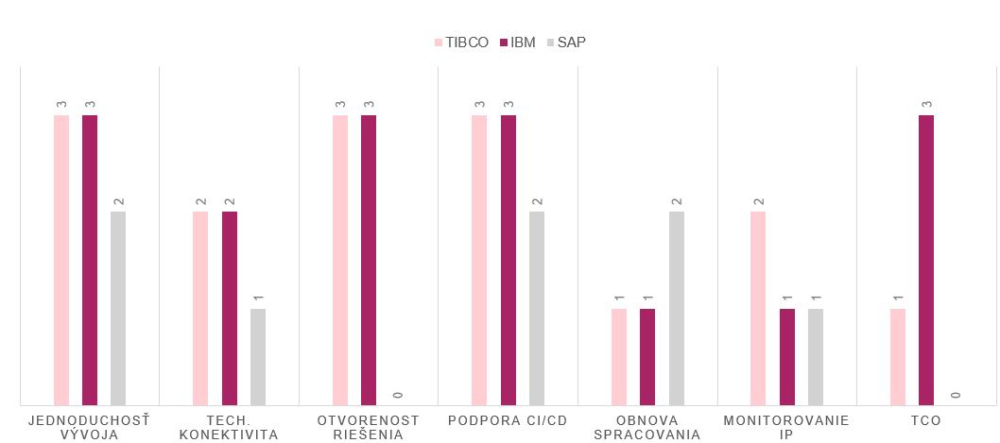 TIBCO IBM SAP
3 3 2 2 2 1 3 3 0 3 3 2 1 1 2 2 1 1 1 3 0
JEDNODUCHOSŤ VÝVOJA
TECH. KONEKTIVITA
OTVORENOST RIEŠENIA
PODPORA CI/CD
OBNOVA SPRACOVANIA
MONITOROVANIE IP
TCO